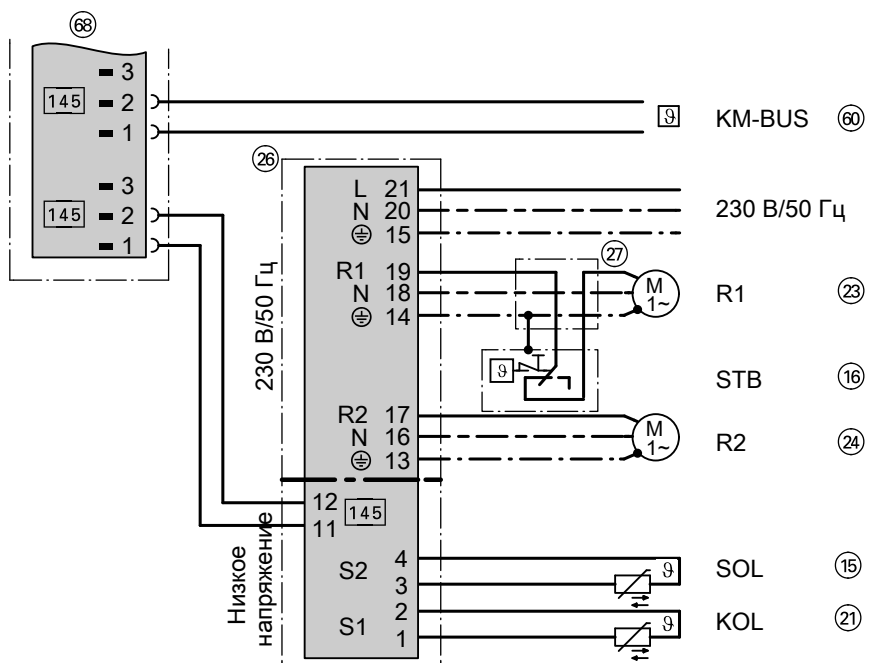 68
3
145 2
1
KM-BUS 60
3
145 2
1
26
L 21
N 20
15
230 В/50 Гц
27
R1 19
N 18
14
M
1~
R1 23
230 В/50 Гц
ϑ
STB 16
R2 17
N 16
13
M
1~
R2 24
12
11
145
Низкое
напряжение
S2 4
3
ϑ
SOL 15
S1 2
1
ϑ
KOL 21